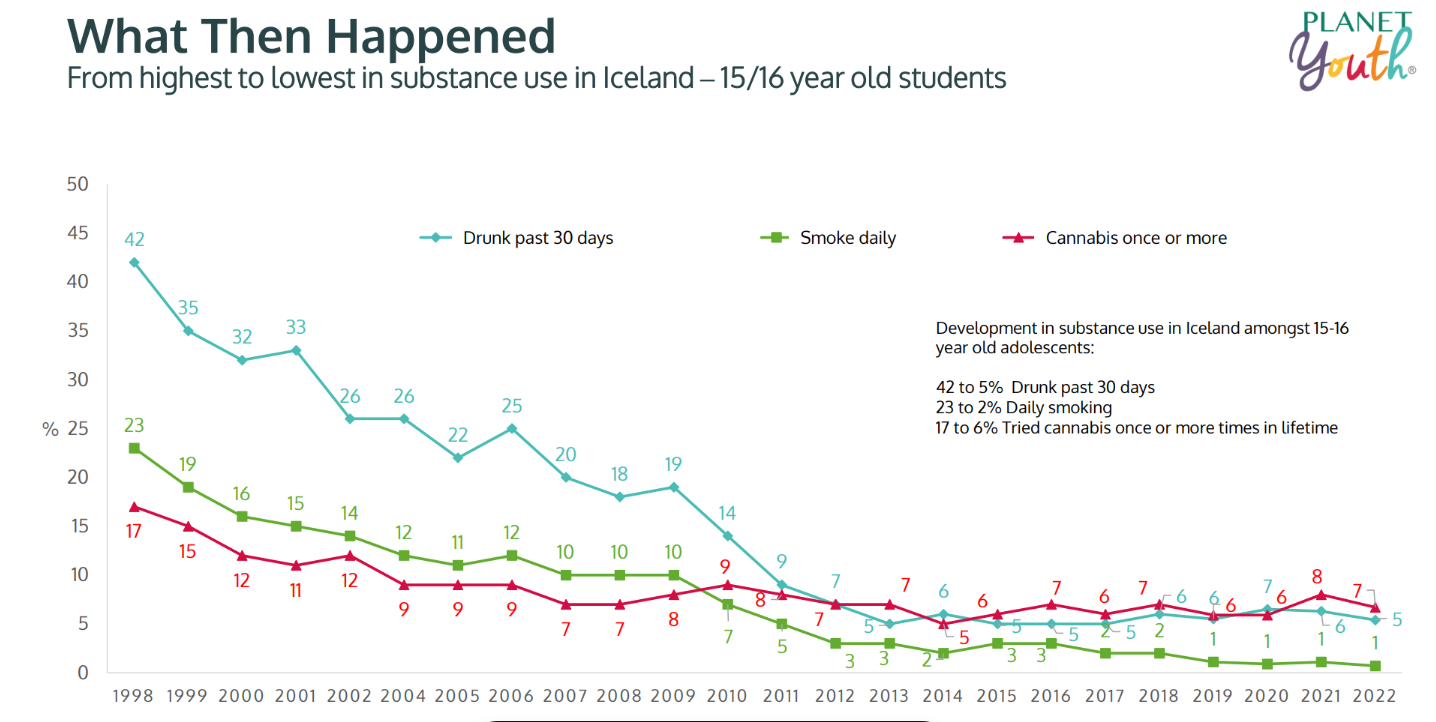 What Then Happened
From highest to lowest in substance use in Iceland – 15/16 year old students
PLANET
Youth®
50
45
40
35
30
% 25
20
15
10
5
0
Drunk past 30 days
Smoke daily
Cannabis once or more
Development in substance use in Iceland amongst 15-16
year old adolescents:
42 to 5% Drunk past 30 days
23 to 2% Daily smoking
17 to 6% Tried cannabis once or more times in lifetime
42 35 32 33 26 26 22 25 20 18 19 14 9 7 5 6 5 5 5 6 6 7 6 5
23 19 16 15 14 12 11 12 10 10 10 7 5 3 3 2 3 3 2 2 1 1 1 1
17 15 12 11 12 9 9 9 7 7 8 9 8 7 7 5 6 7 6 7 6 6 8 7
1998 1999 2000 2001 2002 2004 2005 2006 2007 2008 2009 2010 2011 2012 2013 2014 2015 2016 2017 2018 2019 2020 2021 2022